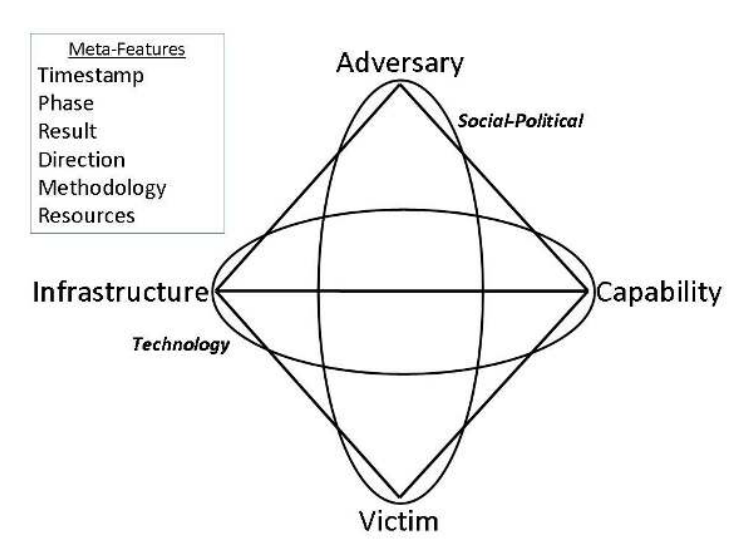 Meta-Features
Timestamp
Phase
Result
Direction
Methodology
Resources
Adversary
Social-Political
Infrastructure
Capability
Technology
Victim